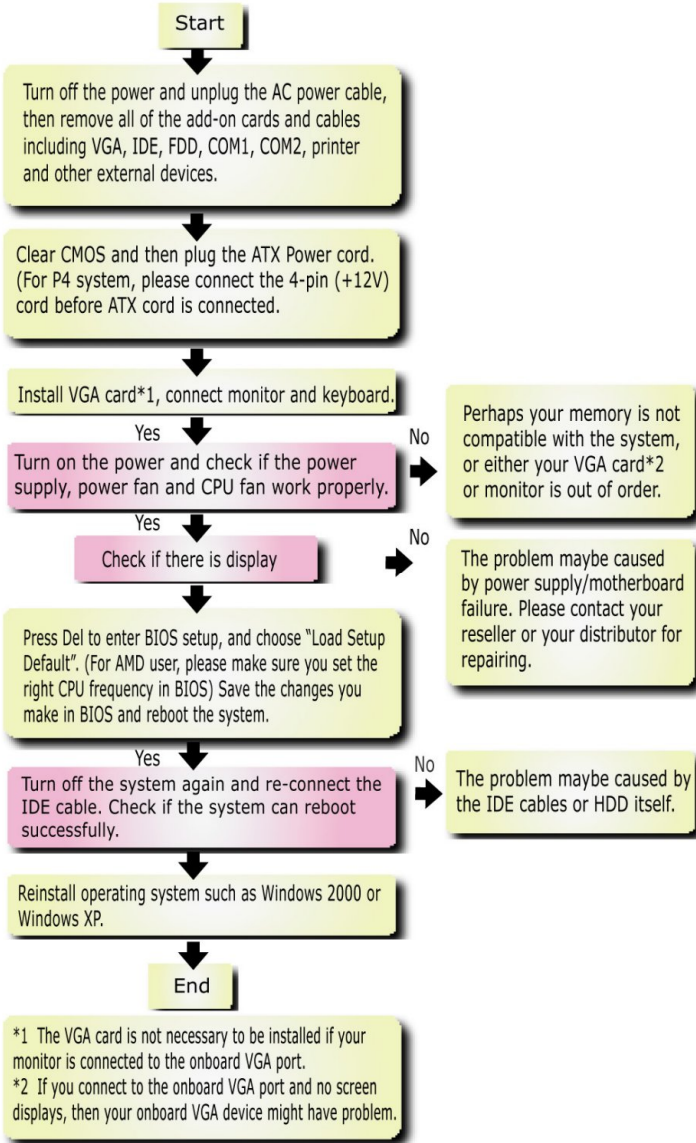 Start
Turn off the power and unplug the AC power cable,
then remove all of the add-on cards and cables
including VGA, IDE, FDD, COM1, COM2, printer
and other external devices.
Clear CMOS and then plug the ATX Power cord.
(For P4 system, please connect the 4-pin (+12V)
cord before ATX cord is connected.
Install VGA card*1, connect monitor and keyboard.
Yes
No
Turn on the power and check if the power
supply, power fan and CPU fan work properly.
Perhaps your memory is not
compatible with the system,
or either your VGA card*2
or monitor is out of order.
Yes
No
Check if there is display
The problem maybe caused
by power supply/motherboard
failure. Please contact your
reseller or your distributor for
repairing.
Press Del to enter BIOS setup, and choose “Load Setup
Default”. (For AMD user, please make sure you set the
right CPU frequency in BIOS) Save the changes you
make in BIOS and reboot the system.
Yes
No
Turn off the system again and re-connect the
IDE cable. Check if the system can reboot
successfully.
The problem maybe caused by
the IDE cables or HDD itself.
Reinstall operating system such as Windows 2000 or
Windows XP.
End
*1 The VGA card is not necessary to be installed if your
monitor is connected to the onboard VGA port.
*2 If you connect to the onboard VGA port and no screen
displays, then your onboard VGA device might have problem.